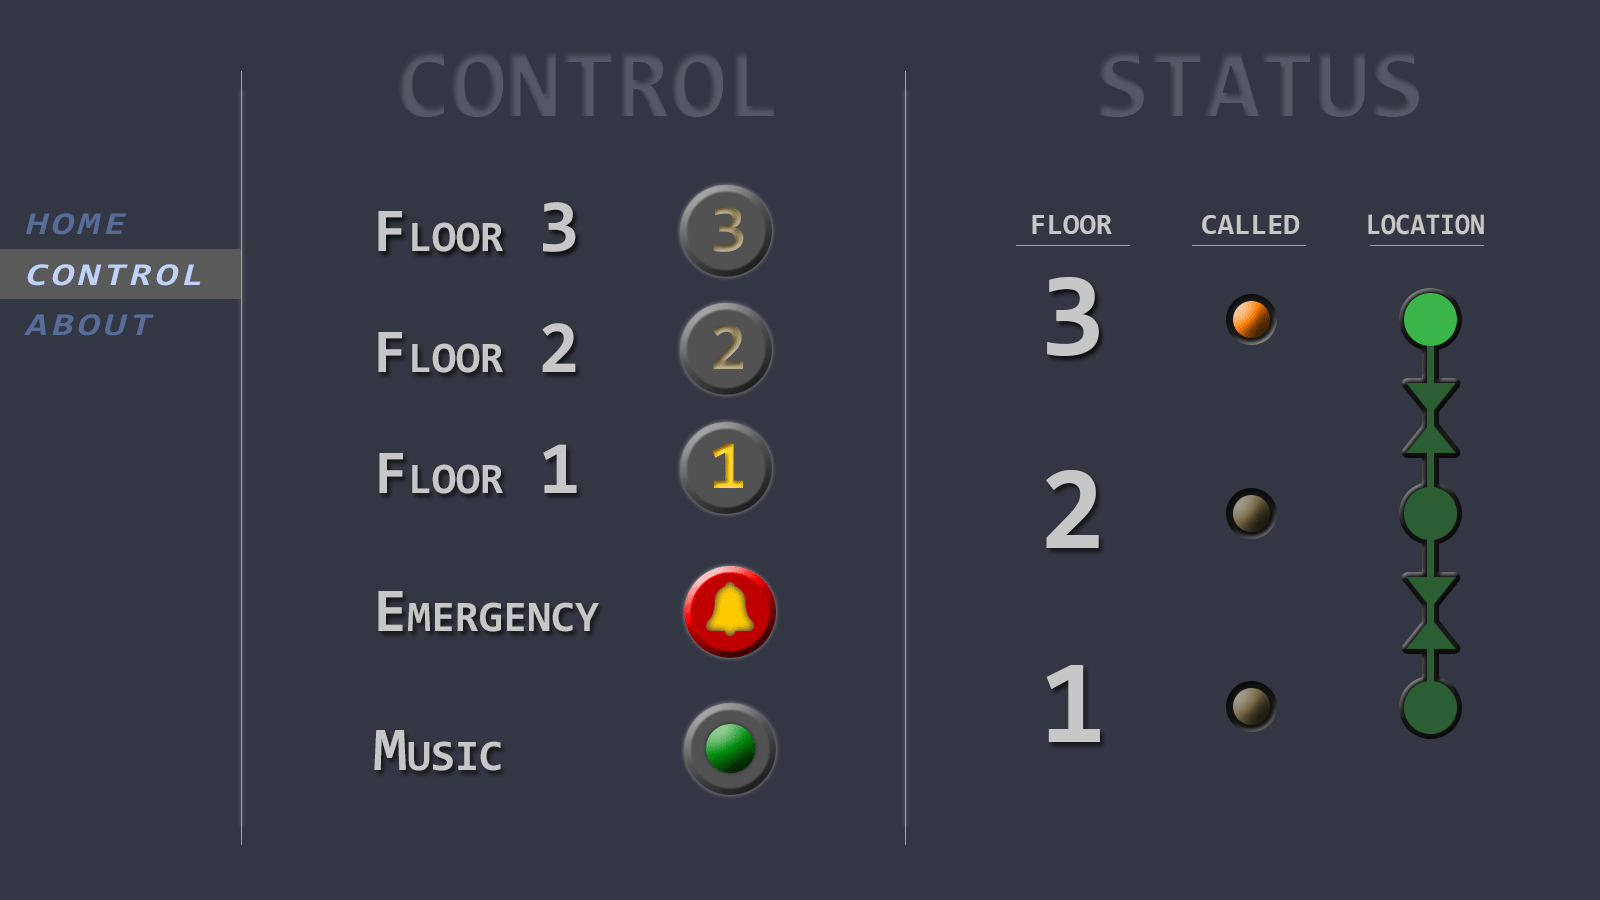 CONTROL
STATUS
HOME
CONTROL
ABOUT
Floor 3
3
Floor 2
2
Floor 1
1
Emergency
Music
FLOOR CALLED LOCATION
3
2
1